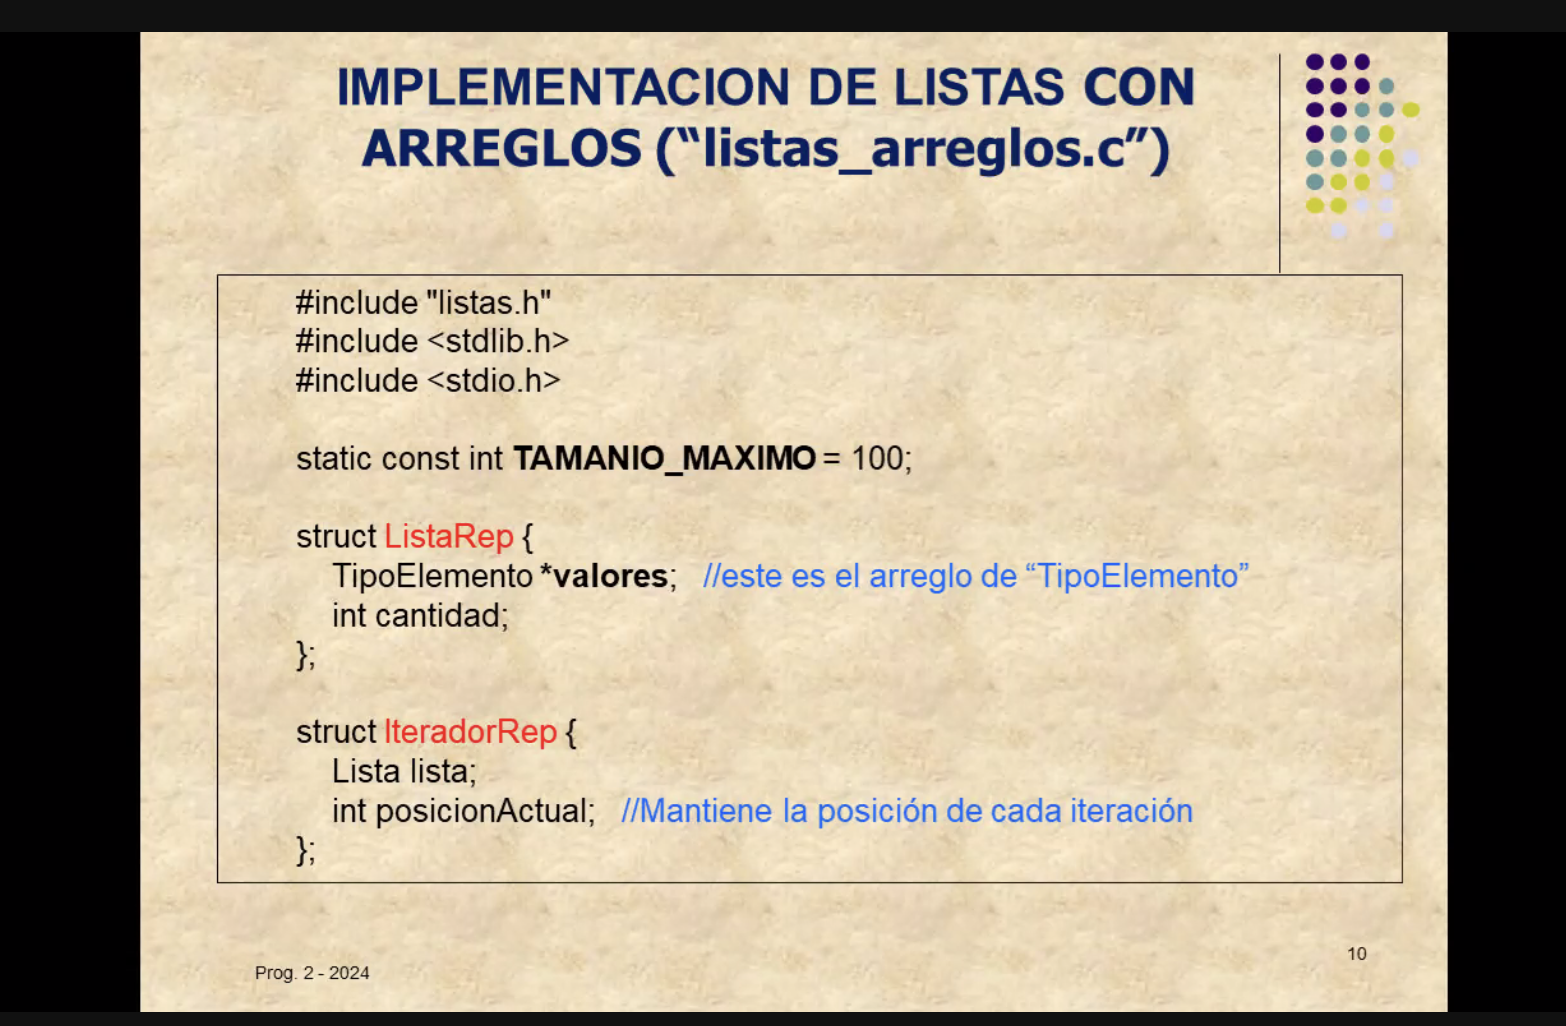 IMPLEMENTACION DE LISTAS CON
ARREGLOS (“listas_arreglos.c”)
#include "listas.h"
#include <stdlib.h>
#include <stdio.h>
static const int TAMANIO_MAXIMO = 100;
struct ListaRep {
TipoElemento *valores; //este es el arreglo de “TipoElemento”
int cantidad;
};
struct IteradorRep {
Lista lista;
int posicionActual; //Mantiene la posición de cada iteración
};
10
Prog. 2 - 2024